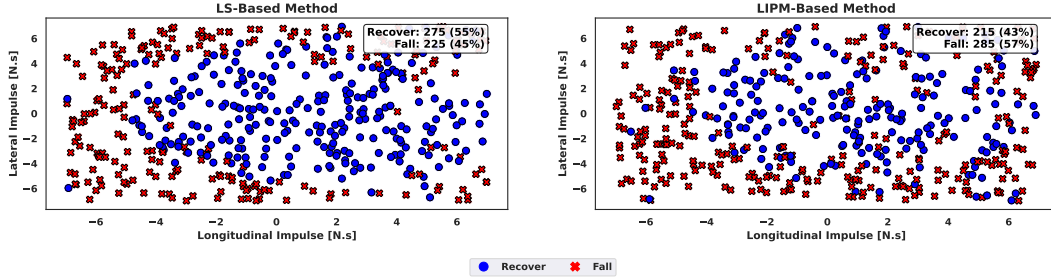 LS-Based Method
Recover: 275 (55%)
Fall: 225 (45%)
Lateral Impulse [N.s]
6
4
2
0
−2
−4
−6
−6
−4
−2
0
2
4
6
Longitudinal Impulse [N.s]
LIPM-Based Method
Recover: 215 (43%)
Fall: 285 (57%)
Lateral Impulse [N.s]
6
4
2
0
−2
−4
−6
−6
−4
−2
0
2
4
6
Longitudinal Impulse [N.s]
Recover
Fall